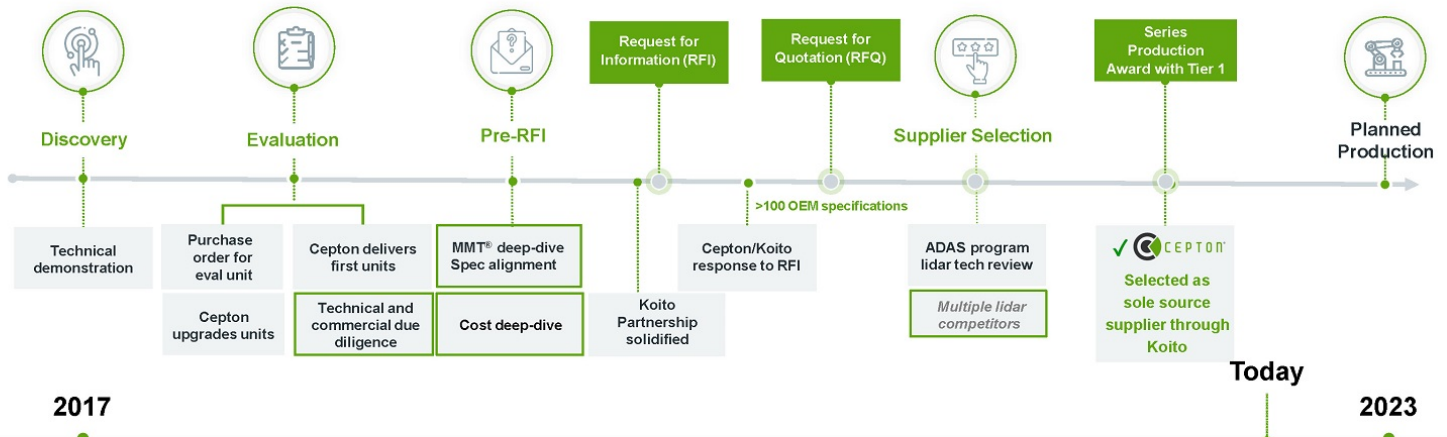 Request for
Information (RFI)
Request for
Quotation (RFQ)
Series
Production
Award with Tier 1
Discovery
Evaluation
Pre-RFI
Supplier Selection
Planned
Production
>100 OEM specifications
Technical
demonstration
Purchase
order for
eval unit
Cepton delivers
first units
MMT® deep-dive
Spec alignment
Cepton/Koito
response to RFI
ADAS program
lidar tech review
CEPTON
Selected as
sole source
supplier through
Koito
Cepton
upgrades units
Technical and
commercial due
diligence
Cost deep-dive
Koito
Partnership
solidified
Multiple lidar
competitors
Today
2017
2023